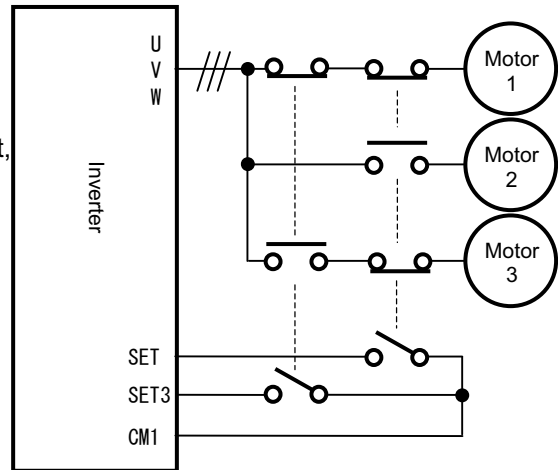 U
V
W
Motor
1
t,
Motor
2
Inverter
Motor
3
SET
SET3
CM1